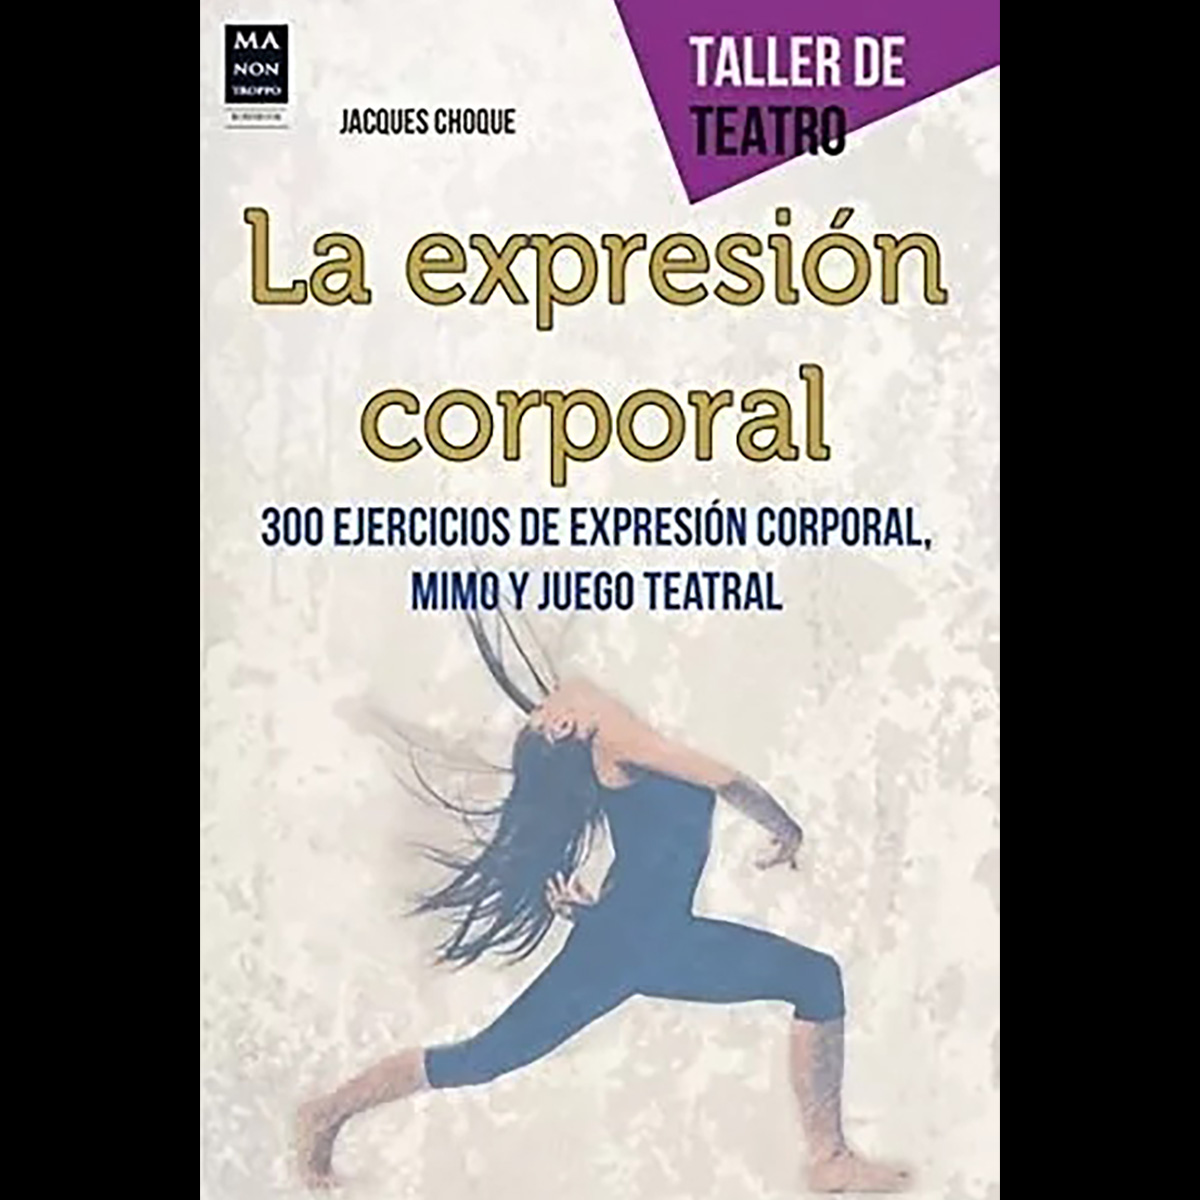 MA
NON
TROPPO
JACQUES CHOQUE
TALLER DE
TEATRO
La expresión
corporal
300 EJERCICIOS DE EXPRESIÓN CORPORAL,
MIMO Y JUEGO TEATRAL